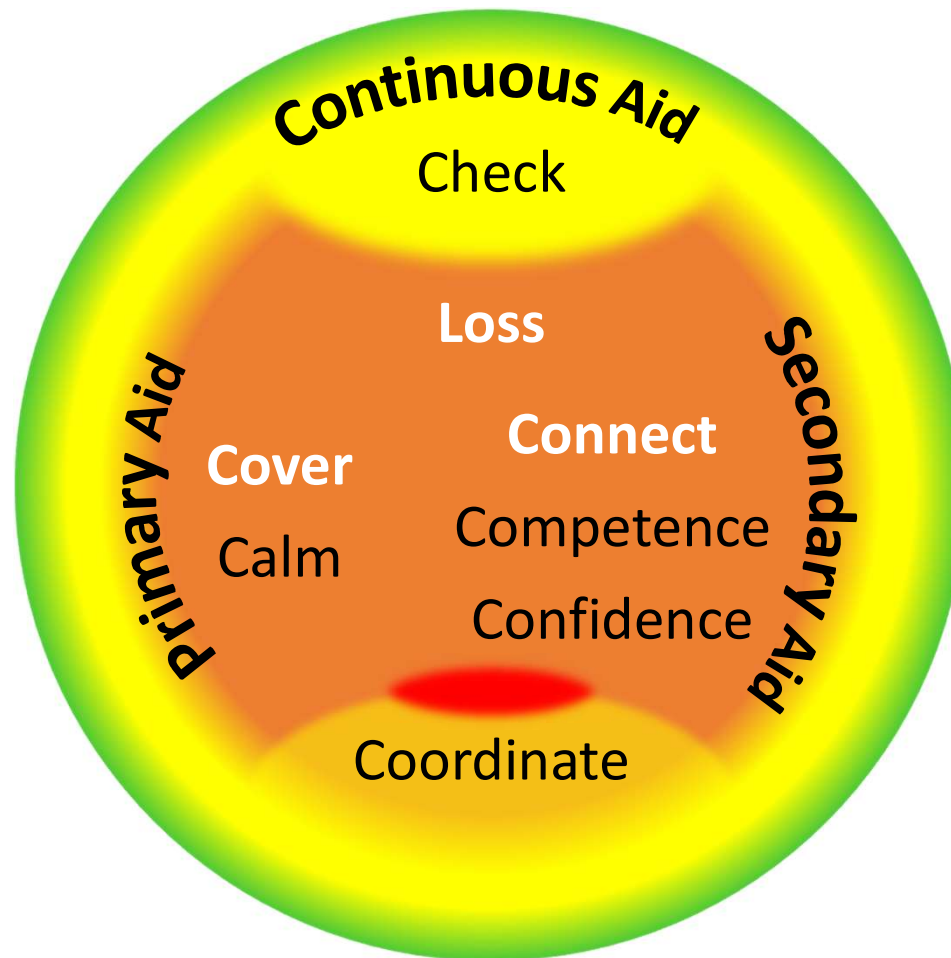 Continuous Aid
Check
Loss
Primary Aid
Cover
Calm
Connect
Competence
Confidence
Secondary Aid
Coordinate